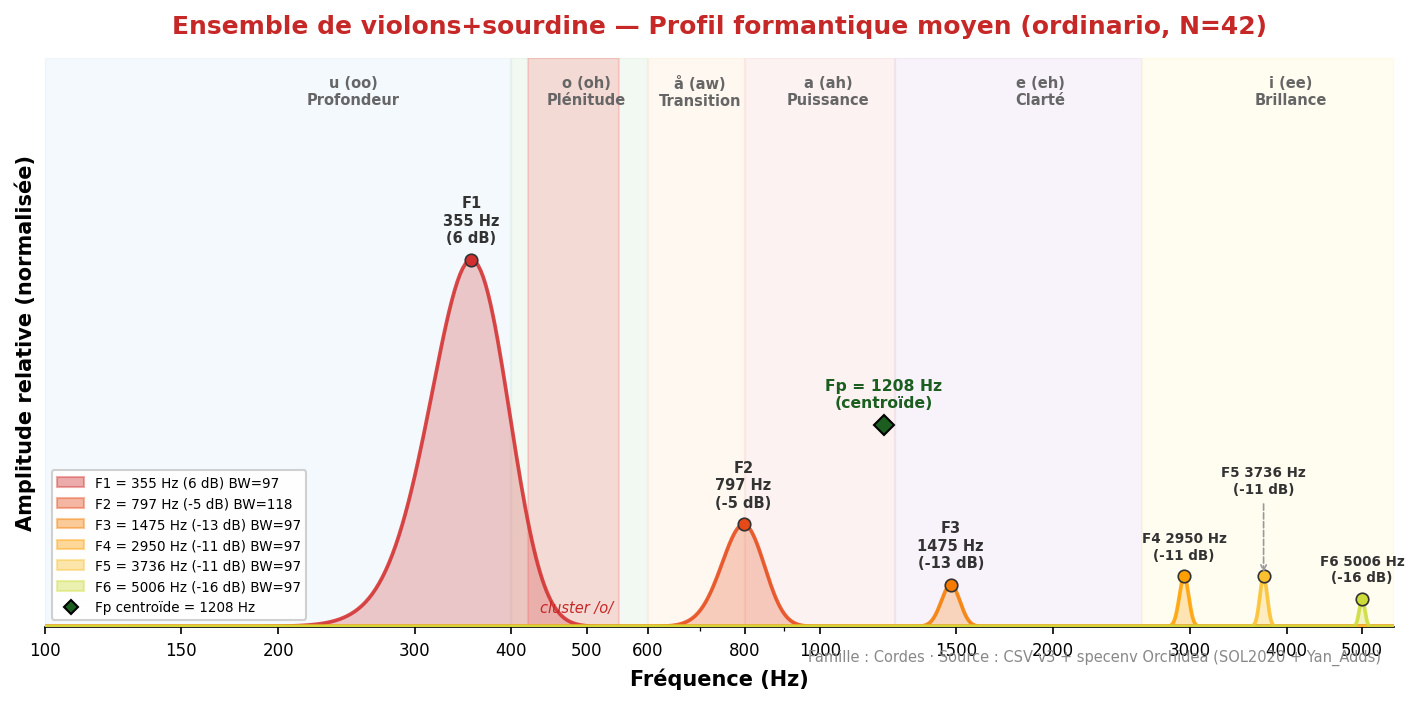 Ensemble de violons+sourdine — Profil formantique moyen (ordinario, N=42)
u (oo)
Profondeur
o (oh)
Plénitude
å (aw)
Transition
a (ah)
Puissance
e (eh)
Clarté
i (ee)
Brillance
Amplitude relative (normalisée)
F1
355 Hz
(6 dB)
Fp = 1208 Hz
(centroïde)
F2
797 Hz
(-5 dB)
F3
1475 Hz
(-13 dB)
F4 2950 Hz
(-11 dB)
F5 3736 Hz
(-11 dB)
F6 5006 Hz
(-16 dB)
F1 = 355 Hz (6 dB) BW=97
F2 = 797 Hz (-5 dB) BW=118
F3 = 1475 Hz (-13 dB) BW=97
F4 = 2950 Hz (-11 dB) BW=97
F5 = 3736 Hz (-11 dB) BW=97
F6 = 5006 Hz (-16 dB) BW=97
Fp centroïde = 1208 Hz
cluster /o/
100 150 200 300 400 500 600 800 1000 1500 2000 3000 4000 5000
Famille : Cordes · Source : CSV v3 + specenv Orchidea (SOL2020 + Yan_Adds)
Fréquence (Hz)